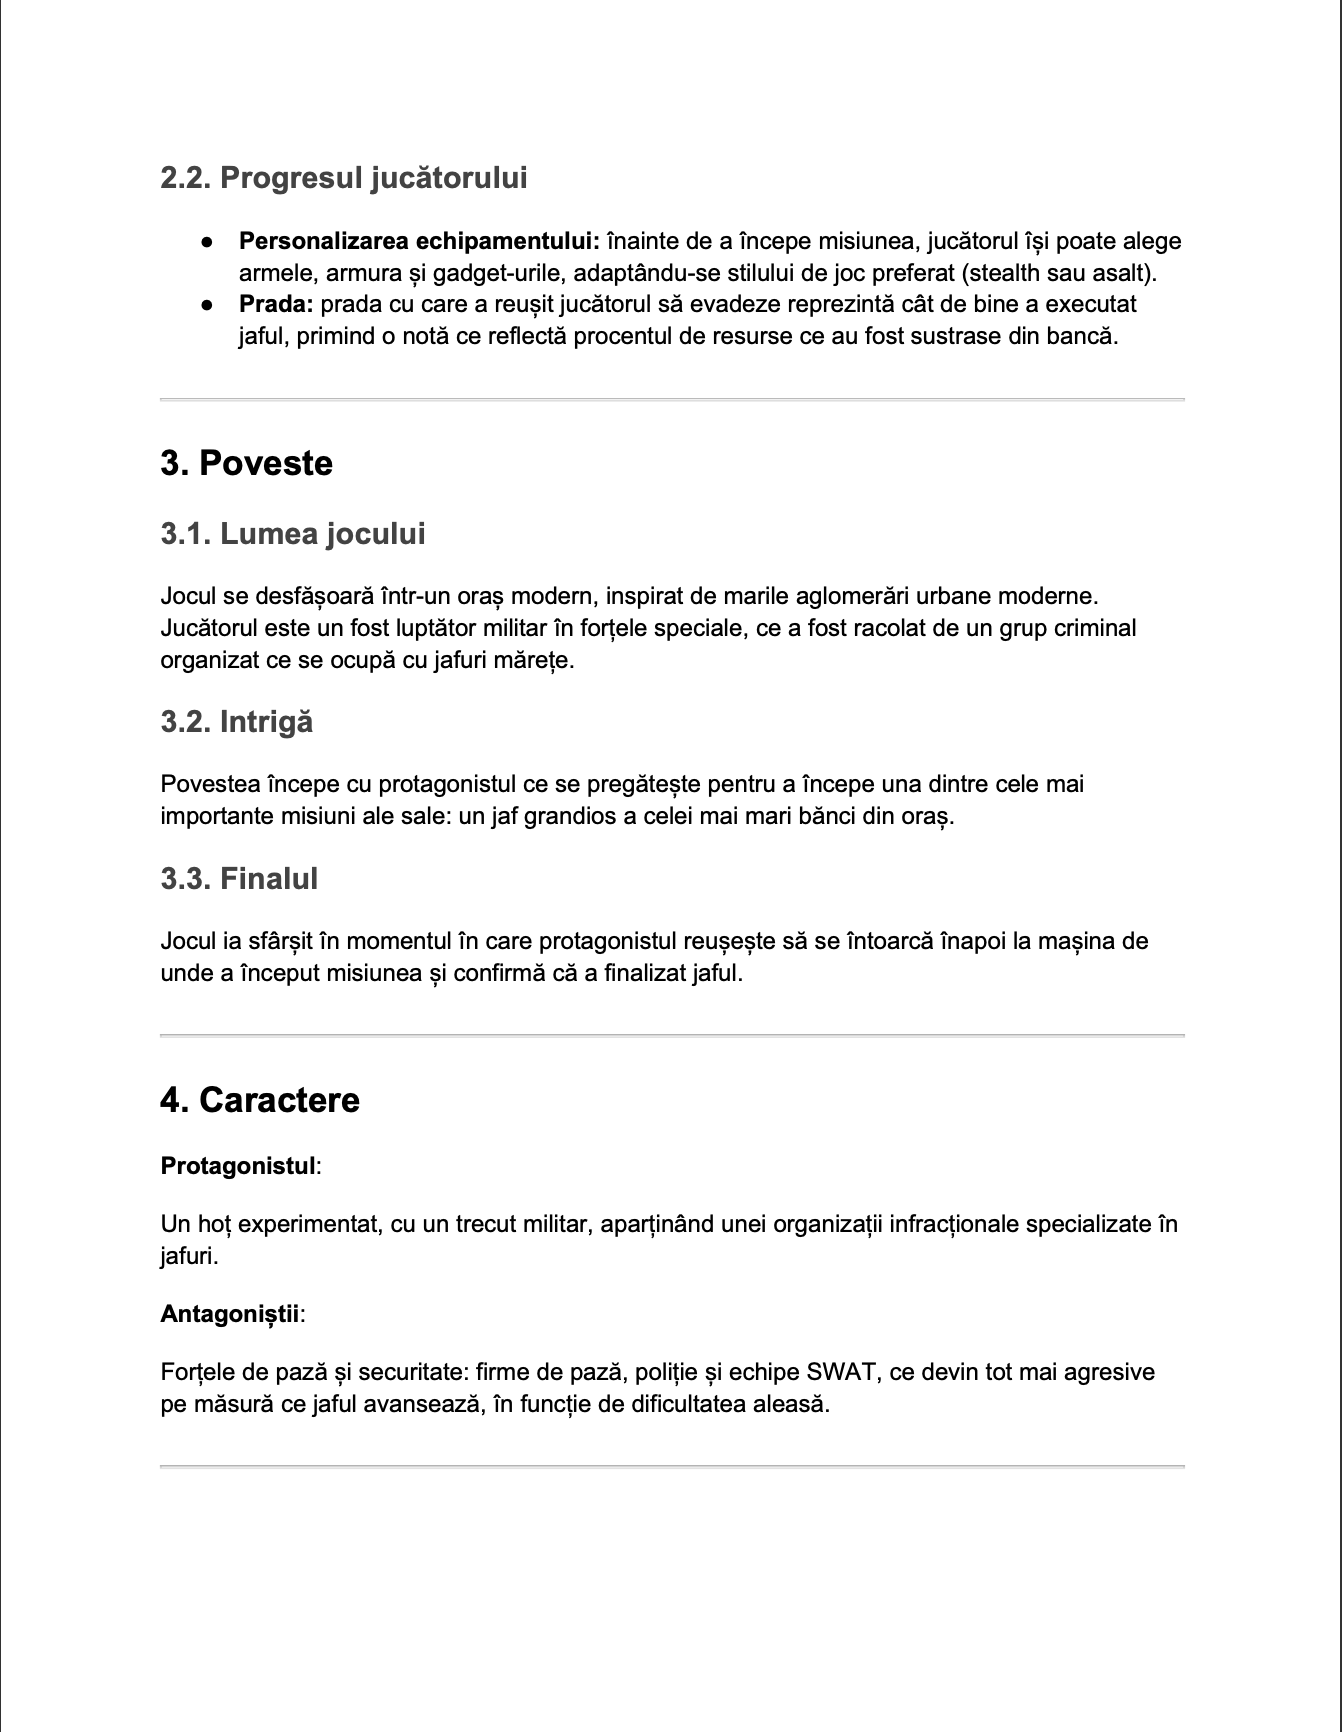 2.2. Progresul jucătorului
● Personalizarea echipamentului: înainte de a începe misiunea, jucătorul își poate alege
armele, armura și gadget-urile, adaptându-se stilului de joc preferat (stealth sau asalt).
● Prada: prada cu care a reușit jucătorul să evadeze reprezintă cât de bine a executat
jaful, primind o notă ce reflectă procentul de resurse ce au fost sustrase din bancă.
3. Poveste
3.1. Lumea jocului
Jocul se desfășoară într-un oraș modern, inspirat de marile aglomerări urbane moderne.
Jucătorul este un fost luptător militar în forțele speciale, ce a fost racolat de un grup criminal
organizat ce se ocupă cu jafuri mărețe.
3.2. Intrigă
Povestea începe cu protagonistul ce se pregătește pentru a începe una dintre cele mai
importante misiuni ale sale: un jaf grandios a celei mai mari bănci din oraș.
3.3. Finalul
Jocul ia sfârșit în momentul în care protagonistul reușește să se întoarcă înapoi la mașina de
unde a început misiunea și confirmă că a finalizat jaful.
4. Caractere
Protagonistul:
Un hoț experimentat, cu un trecut militar, aparținând unei organizații infracționale specializate în
jafuri.
Antagoniștii:
Forțele de pază și securitate: firme de pază, poliție și echipe SWAT, ce devin tot mai agresive
pe măsură ce jaful avansează, în funcție de dificultatea aleasă.